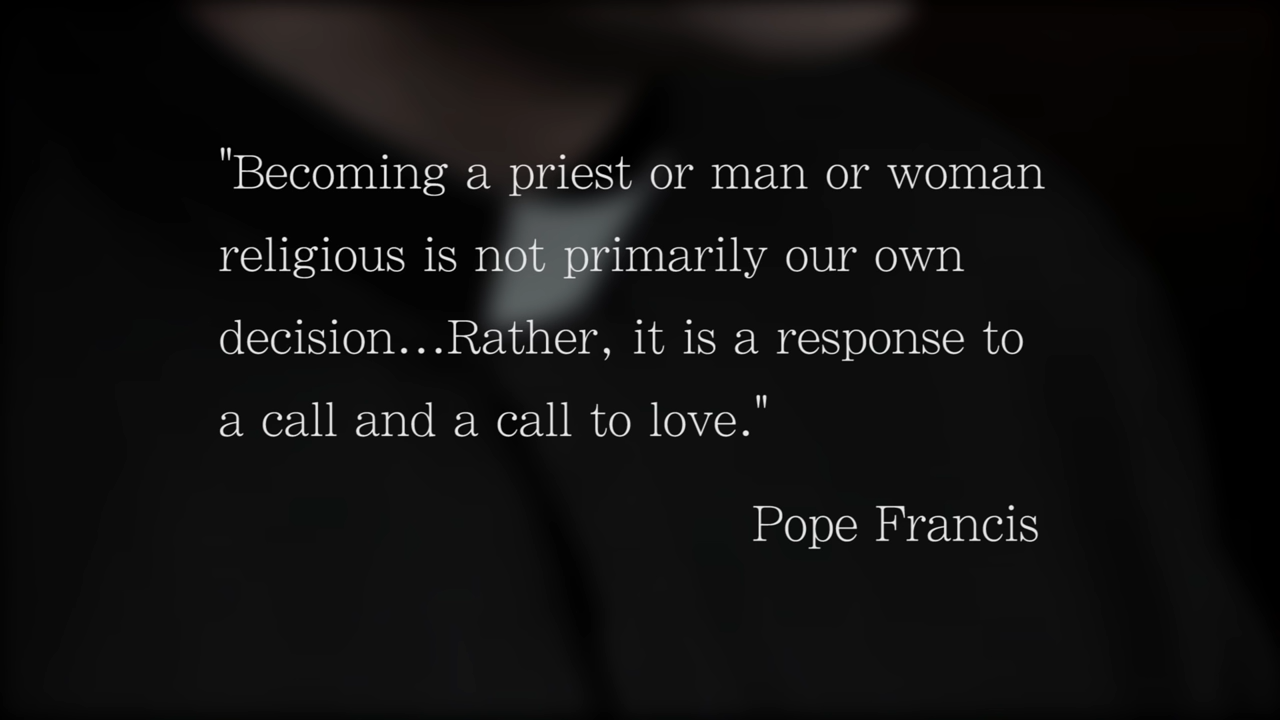 "Becoming a priest or man or woman
religious is not primarily our own
decision...Rather, it is a response to
a call and a call to love."
Pope Francis